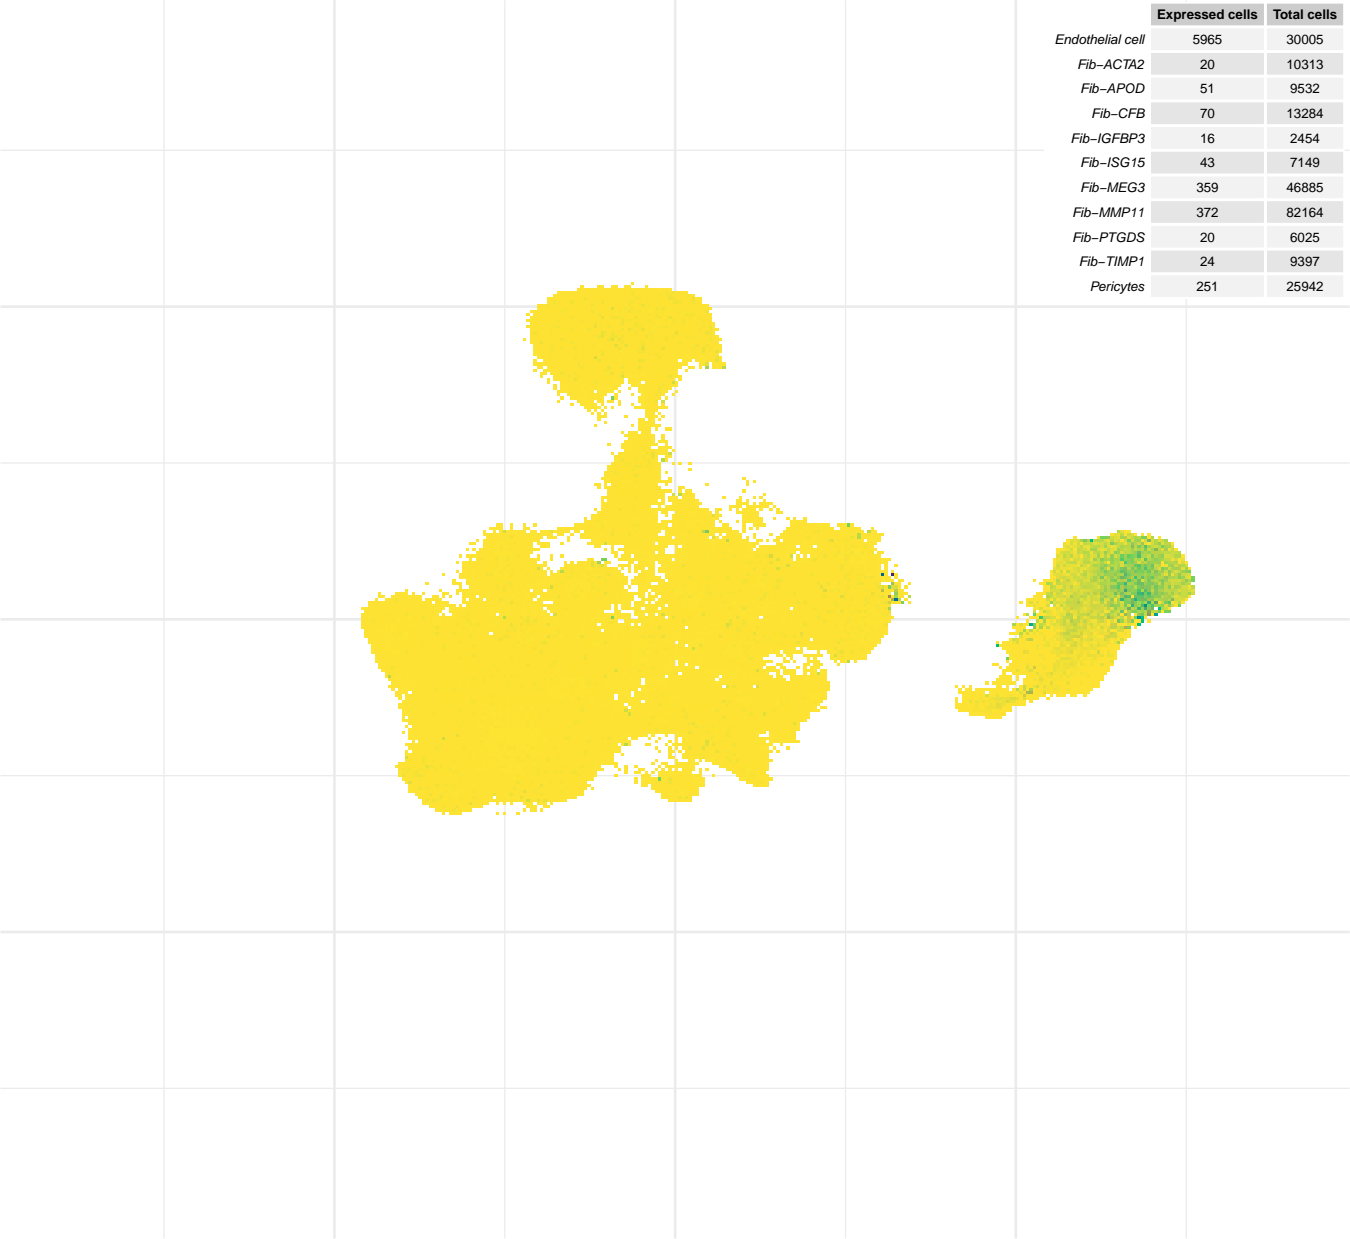 Expressed cells Total cells
Endothelial cell 5965 30005
Fib−ACTA2 20 10313
Fib−APOD 51 9532
Fib−CFB 70 13284
Fib−IGFBP3 16 2454
Fib−ISG15 43 7149
Fib−MEG3 359 46885
Fib−MMP11 372 82164
Fib−PTGDS 20 6025
Fib−TIMP1 24 9397
Pericytes 251 25942